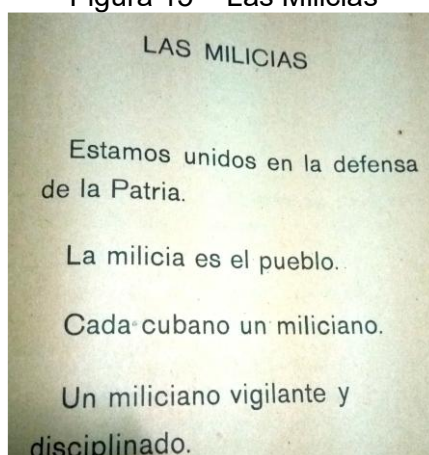 Figura 15 – Las Milicias
LAS MILICIAS
Estamos unidos en la defensa
de la Patria.
La milicia es el pueblo.
Cada cubano un miliciano.
Un miliciano vigilante y
disciplinado.